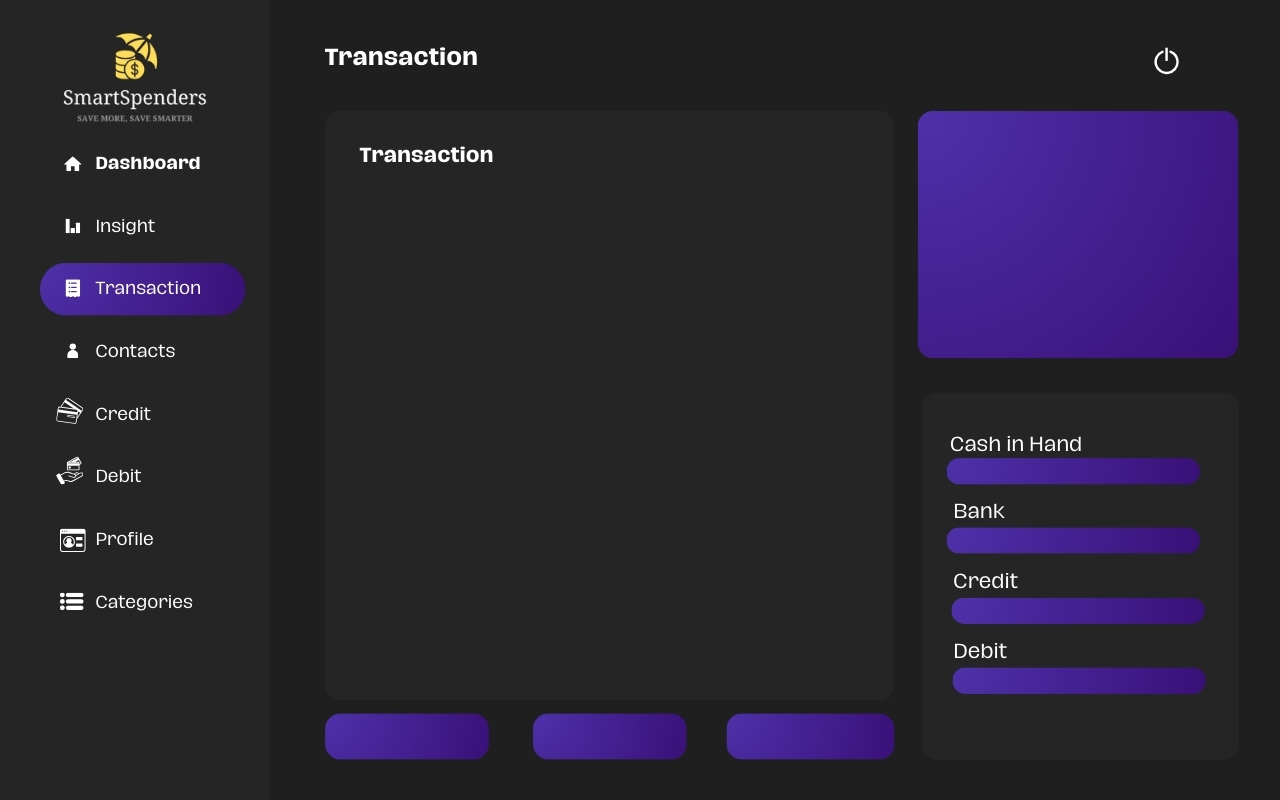 SmartSpenders
SAVE MORE, SAVE SMARTER
Dashboard
Insight
Transaction
Contacts
Credit
Debit
Profile
Categories
Transaction
Transaction
Cash in Hand
Bank
Credit
Debit